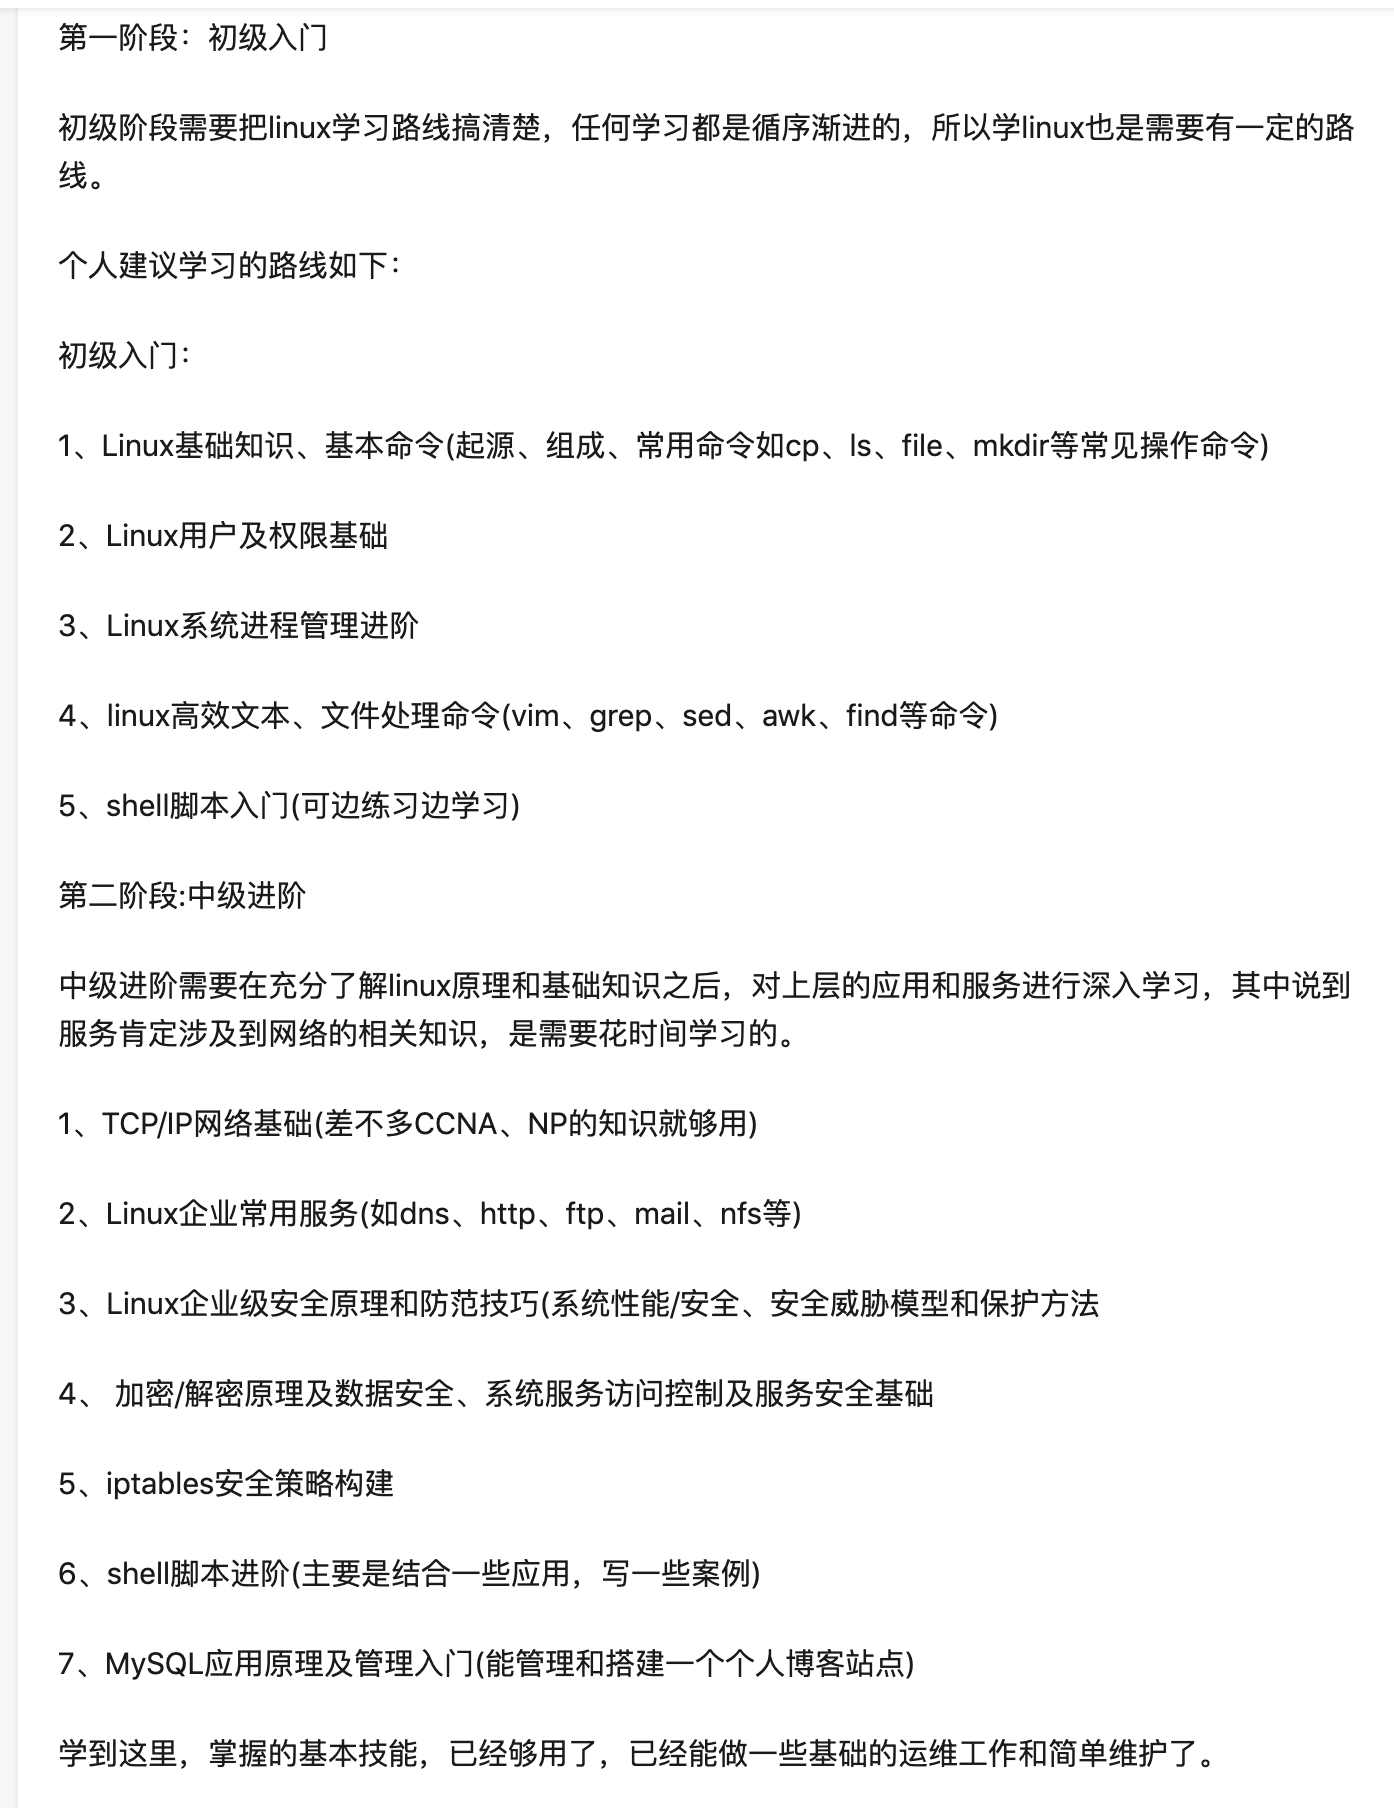 第一阶段：初级入门
初级阶段需要把linux学习路线搞清楚，任何学习都是循序渐进的，所以学linux也是需要有一定的路
线。
个人建议学习的路线如下：
初级入门：
1、Linux基础知识、基本命令(起源、组成、常用命令如cp、ls、file、mkdir等常见操作命令)
2、Linux用户及权限基础
3、Linux系统进程管理进阶
4、linux高效文本、文件处理命令(vim、grep、sed、awk、find等命令)
5、shell脚本入门(可边练习边学习)
第二阶段:中级进阶
中级进阶需要在充分了解linux原理和基础知识之后，对上层的应用和服务进行深入学习，其中说到
服务肯定涉及到网络的相关知识，是需要花时间学习的。
1、TCP/IP网络基础(差不多CCNA、NP的知识就够用)
2、Linux企业常用服务(如dns、http、ftp、mail、nfs等)
3、Linux企业级安全原理和防范技巧(系统性能/安全、安全威胁模型和保护方法
4、 加密/解密原理及数据安全、系统服务访问控制及服务安全基础
5、iptables安全策略构建
6、shell脚本进阶(主要是结合一些应用，写一些案例)
7、MySQL应用原理及管理入门(能管理和搭建一个个人博客站点)
学到这里，掌握的基本技能，已经够用了，已经能做一些基础的运维工作和简单维护了。